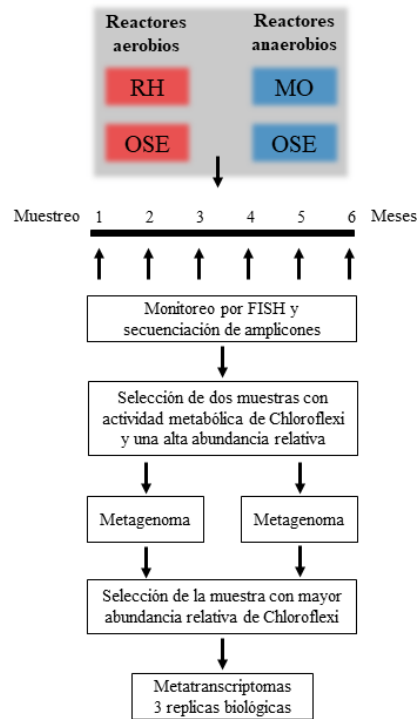 Reactores aerobios
Reactores anaerobios
RH
MO
OSE
OSE
Muestreo 1 2 3 4 5 6 Meses
Monitoreo por FISH y
secuenciación de amplicones
Selección de dos muestras con
actividad metabólica de Chloroflexi
y una alta abundancia relativa
Metagenoma
Metagenoma
Selección de la muestra con mayor
abundancia relativa de Chloroflexi
Metatranscriptomas
3 replicas biológicas